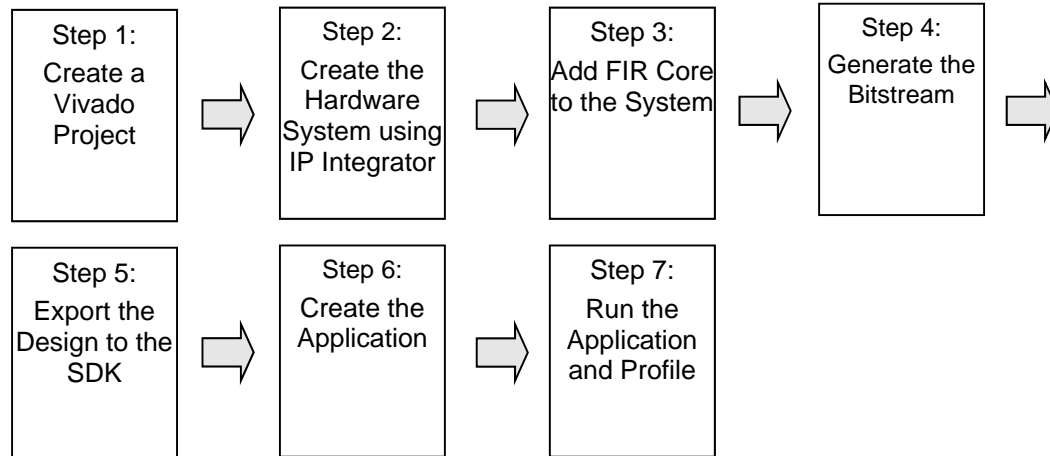 Step 1:
Create a
Vivado
Project
Step 2:
Create the
Hardware
System using
IP Integrator
Step 3:
Add FIR Core
to the System
Step 4:
Generate the
Bitstream
Step 5:
Export the
Design to the
SDK
Step 6:
Create the
Application
Step 7:
Run the
Application
and Profile